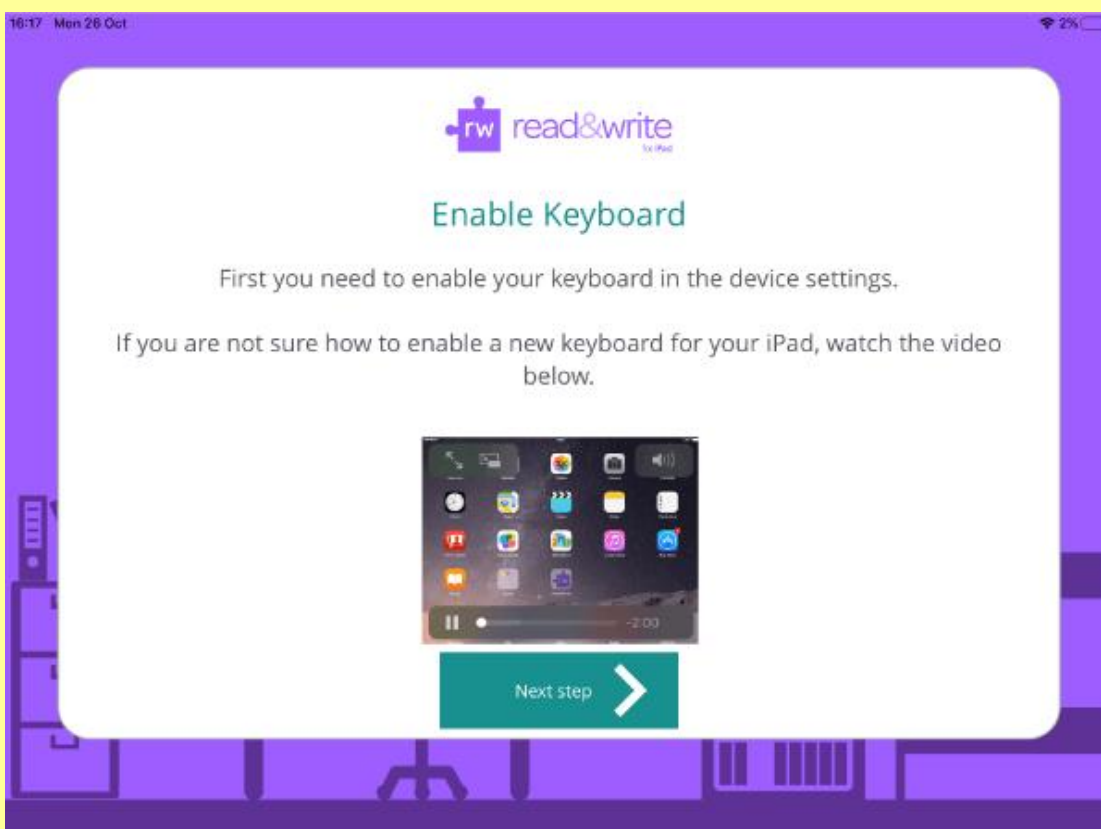 16:17 Mon 26 Oct
2%
rw read&write
for iPad
Enable Keyboard
First you need to enable your keyboard in the device settings.
If you are not sure how to enable a new keyboard for your iPad, watch the video
below.
-2:00
Next step